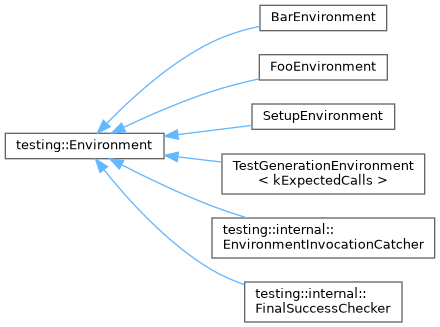 BarEnvironment
FooEnvironment
SetupEnvironment
testing::Environment
TestGenerationEnvironment
< kExpectedCalls >
testing::internal::
EnvironmentInvocationCatcher
testing::internal::
FinalSuccessChecker